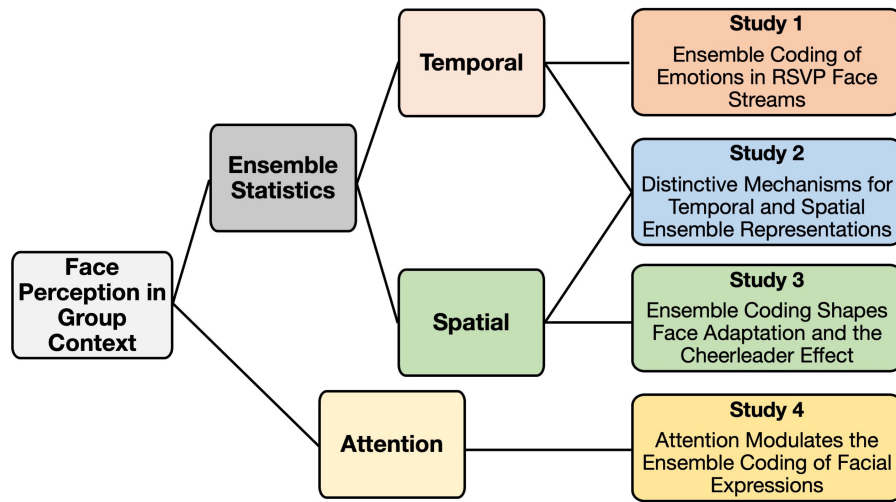 Face
Perception in
Group
Context
Ensemble
Statistics
Attention
Temporal
Spatial
Study 1
Ensemble Coding of
Emotions in RSVP Face
Streams
Study 2
Distinctive Mechanisms for
Temporal and Spatial
Ensemble Representations
Study 3
Ensemble Coding Shapes
Face Adaptation and the
Cheerleader Effect
Study 4
Attention Modulates the
Ensemble Coding of Facial
Expressions